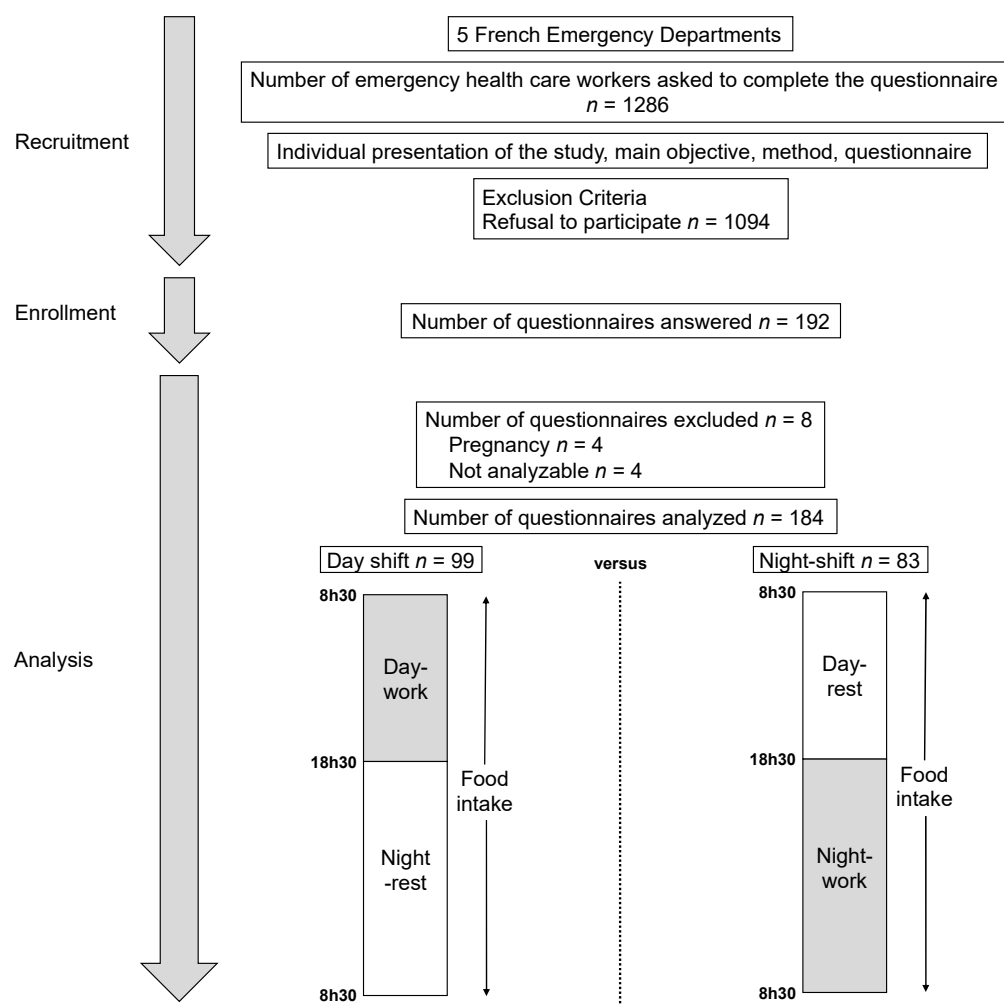 5 French Emergency Departments
Number of emergency health care workers asked to complete the questionnaire
n = 1286
Recruitment
Individual presentation of the study, main objective, method, questionnaire
Exclusion Criteria
Refusal to participate n = 1094
Enrollment
Number of questionnaires answered n = 192
Number of questionnaires excluded n = 8
Pregnancy n = 4
Not analyzable n = 4
Number of questionnaires analyzed n = 184
Analysis
Day shift n = 99
versus
Night-shift n = 83
8h30
Day-
work
18h30
Food
intake
Night
-rest
8h30
8h30
Day-
rest
18h30
Food
intake
Night-
work
8h30